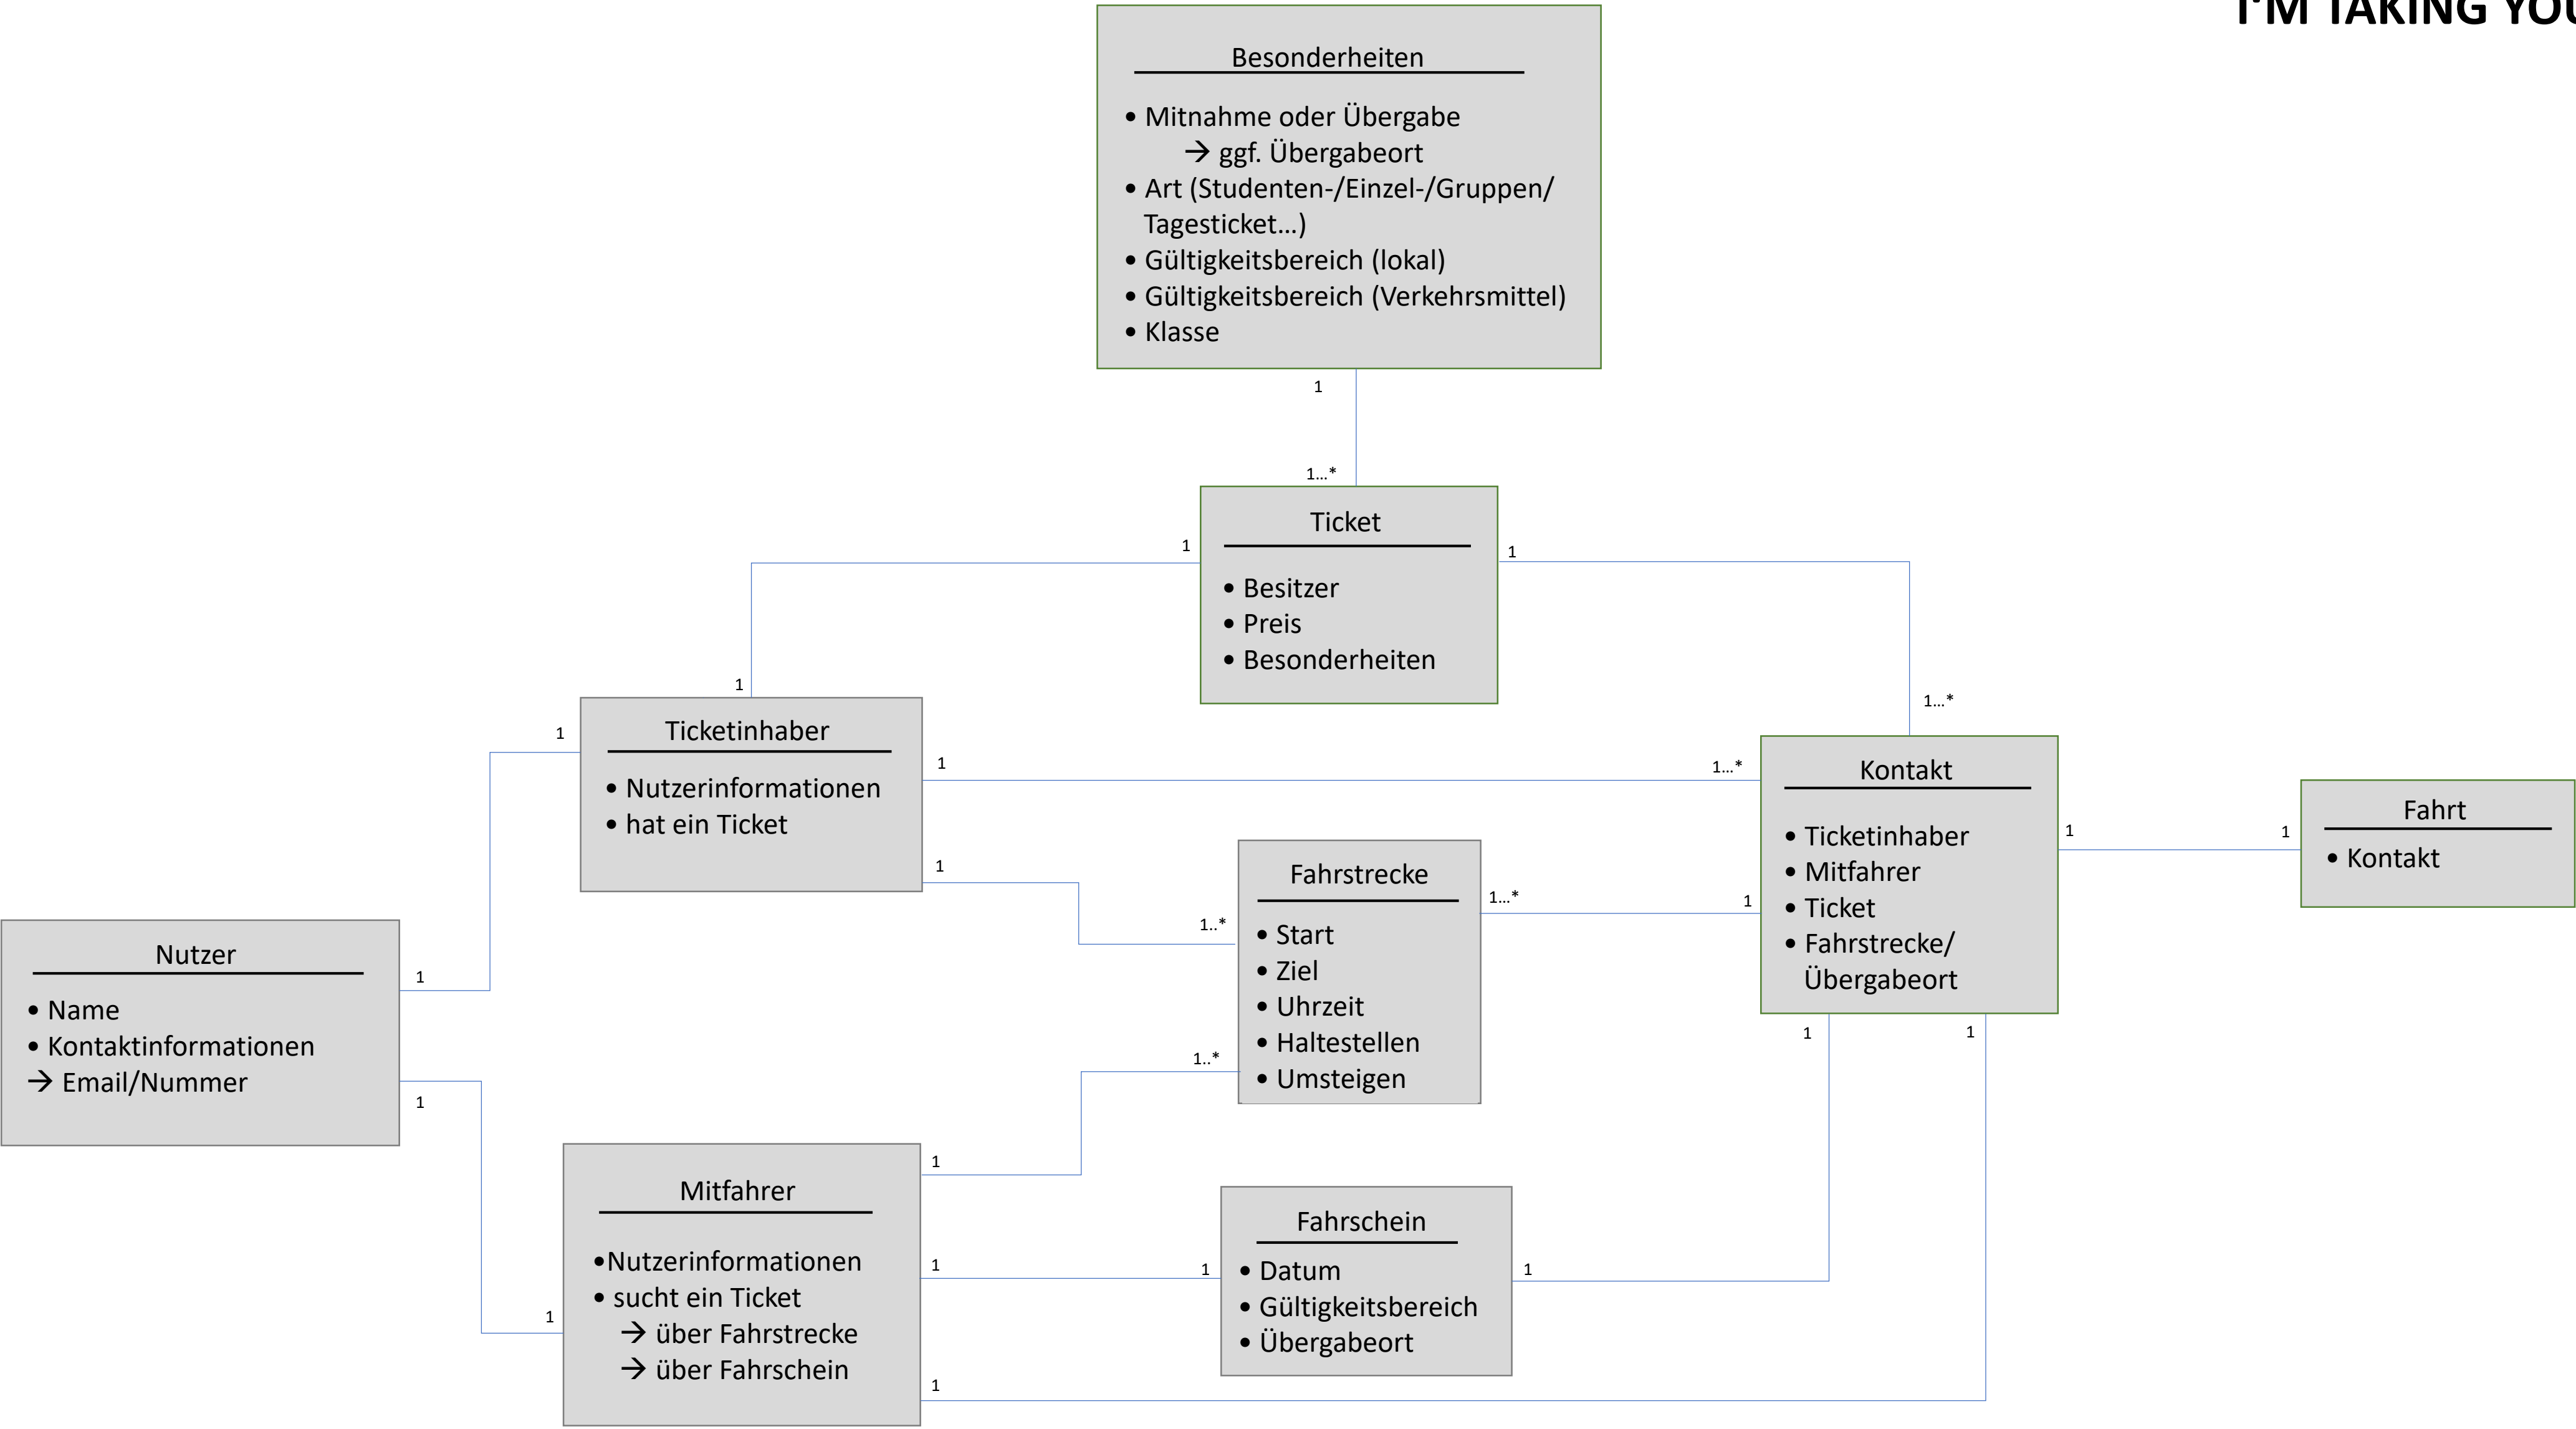 I'M TAKING YOU
Besonderheiten
• Mitnahme oder Übergabe
→ ggf. Übergabeort
• Art (Studenten-/Einzel-/Gruppen/
Tagesticket...)
• Gültigkeitsbereich (lokal)
• Gültigkeitsbereich (Verkehrsmittel)
• Klasse
1
1...*
Ticket
• Besitzer
• Preis
• Besonderheiten
1
1
1
1...*
Ticketinhaber
• Nutzerinformationen
• hat ein Ticket
1
1
1...*
1
1..*
Kontakt
• Ticketinhaber
• Mitfahrer
• Ticket
• Fahrstrecke/
Übergabeort
1
1
Fahrt
• Kontakt
Fahrstrecke
• Start
• Ziel
• Uhrzeit
• Haltestellen
• Umsteigen
1...*
1
1..*
Nutzer
• Name
• Kontaktinformationen
→ Email/Nummer
1
1
1
1
1
Mitfahrer
•Nutzerinformationen
• sucht ein Ticket
→ über Fahrstrecke
→ über Fahrschein
1
1
1
1
Fahrschein
• Datum
• Gültigkeitsbereich
• Übergabeort
1
1